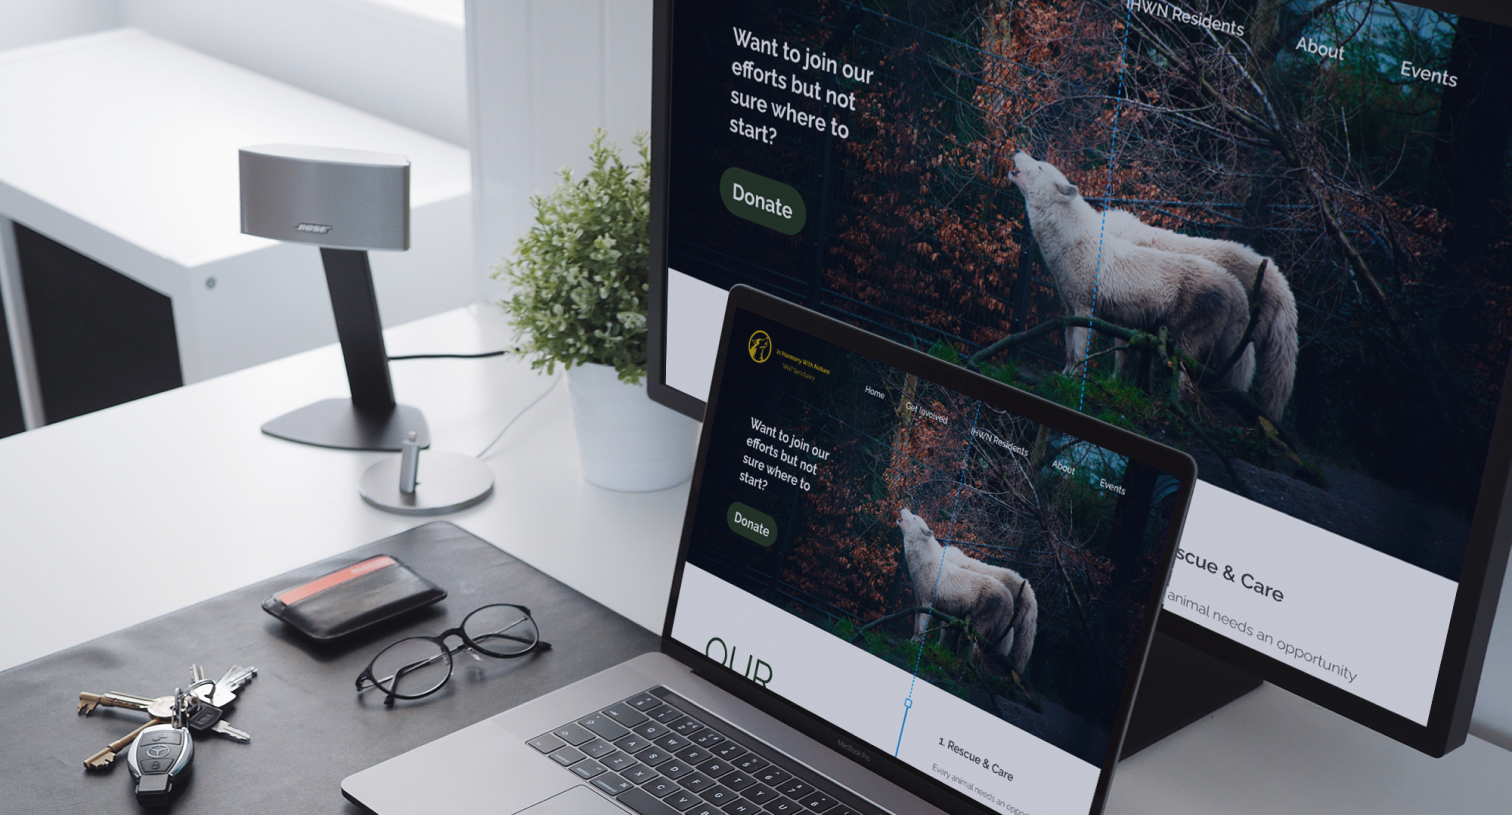 IHWN Residents
About
Events
Want to join our
efforts but not
sure where to
start?
Donate
scue & Care
animal needs an opportunity
BOSE
In Harmony With Nature
Wolf Sanctuary
Home
Get Involved
IHWN Residents
About
Events
Want to join our
efforts but not
sure where to
start?
Donate
OUR
1. Rescue & Care
Every animal needs an oppor
MacBook Pro